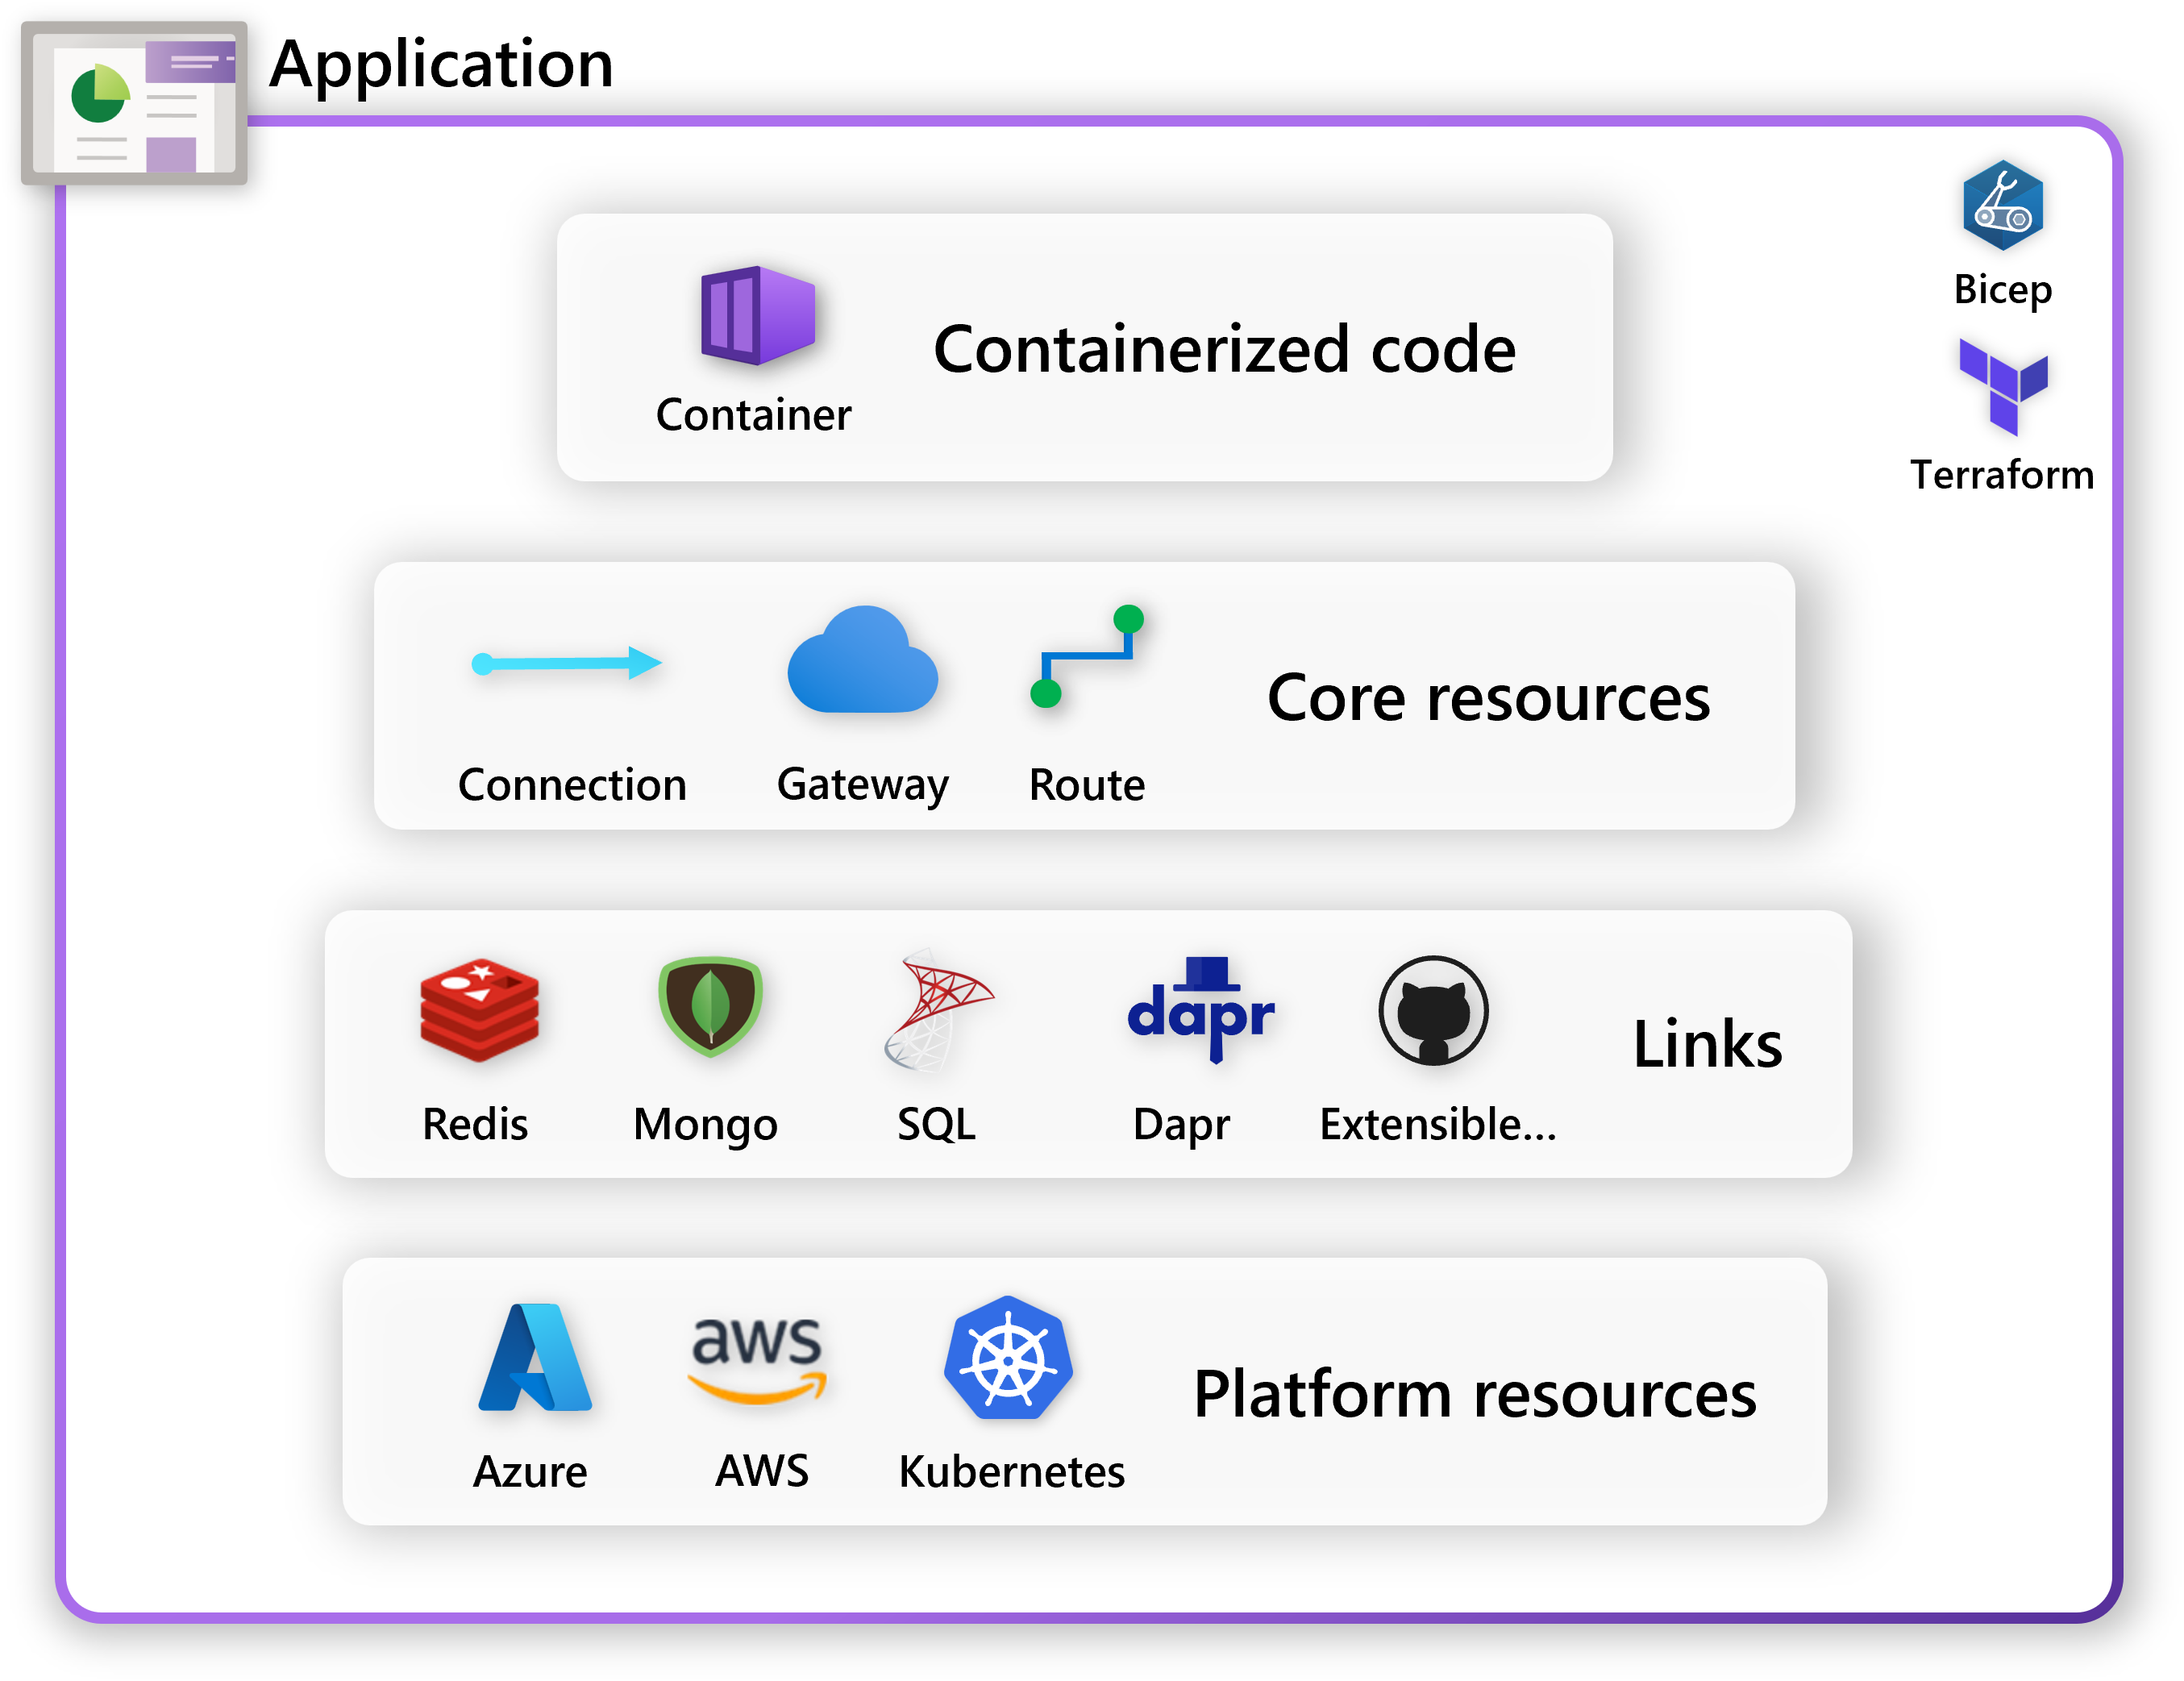 Application
Bicep
Terraform
Containerized code
Container
Core resources
Connection Gateway Route
dapr
Links
Redis Mongo SQL Dapr Extensible...
aws
Platform resources
Azure AWS Kubernetes